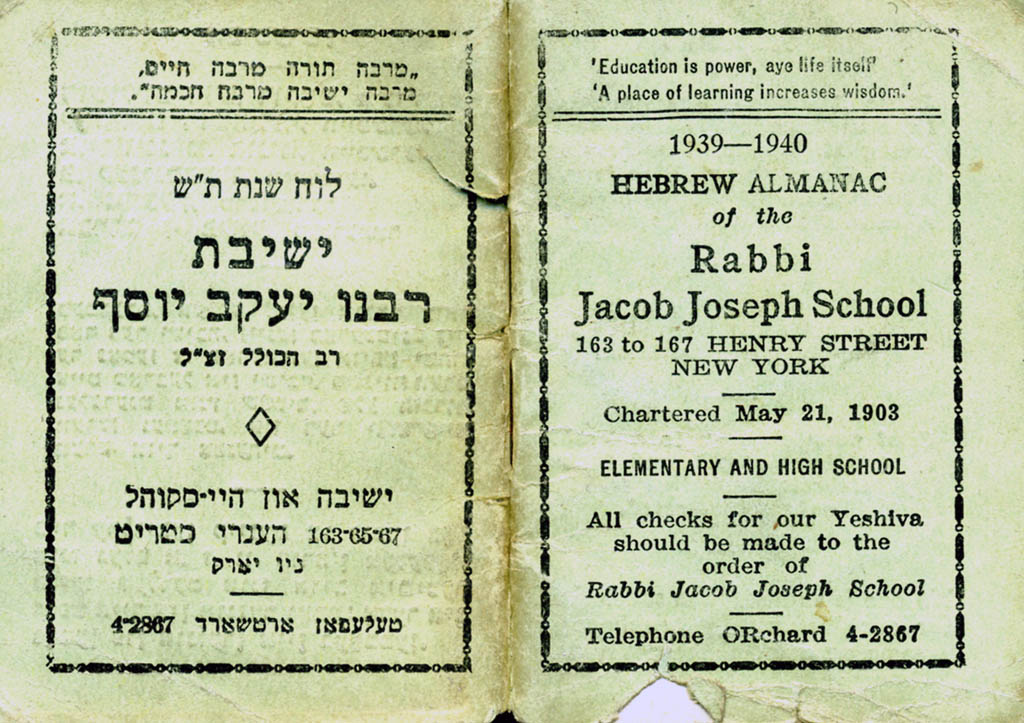 „מרבה תורה מרבה חיים,
מרבה ישיבה מרבה חכמה".
לוח שנת ת"ש
ישיבת
רבנו יעקב יוסף
רב הכולל זצ"ל
ישיבה און היי-סקוהל
163-65-67 הענרי סטריט
ניו יארק
טעלעפאן ארטשארד 4-2867
'Education is power, aye life itself'
'A place of learning increases wisdom.'
1939—1940
HEBREW ALMANAC
of the
Rabbi
Jacob Joseph School
163 to 167 HENRY STREET
NEW YORK
Chartered May 21, 1903
ELEMENTARY AND HIGH SCHOOL
All checks for our Yeshiva
should be made to the
order of
Rabbi Jacob Joseph School
Telephone ORchard 4-2867